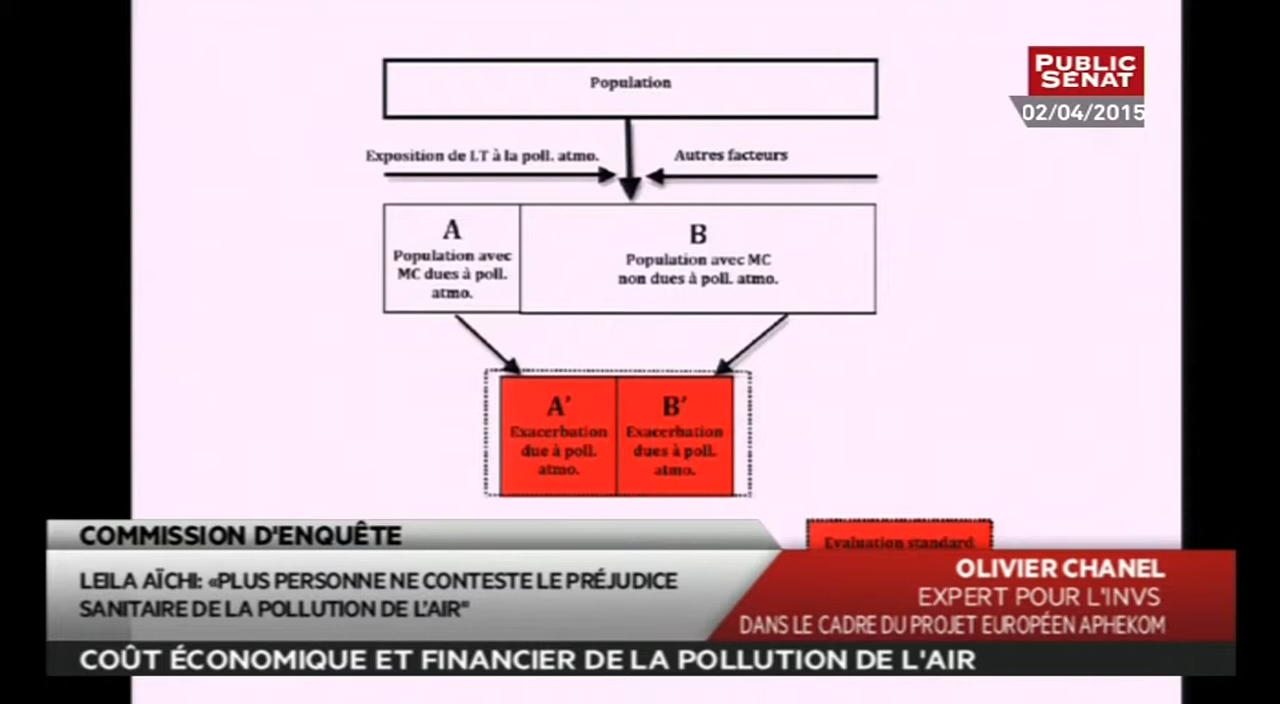 Population
PUBLIC
SÉNAT
02/04/2015
Exposition de LT à la poll. atmo.
Autres facteurs
A
Population avec
MC dues à poll.
atmo.
B
Population avec MC
non dues à poll. atmo.
A'
Exacerbation
due à poll.
atmo.
B'
Exacerbation
dues à poll.
atmo.
Evaluation standard
COMMISSION D'ENQUÊTE
LEILA AÏCHI: «PLUS PERSONNE NE CONTESTE LE PRÉJUDICE
SANITAIRE DE LA POLLUTION DE L'AIR"
OLIVIER CHANEL
EXPERT POUR L'INVS
DANS LE CADRE DU PROJET EUROPÉEN APHEKOM
COÛT ÉCONOMIQUE ET FINANCIER DE LA POLLUTION DE L'AIR